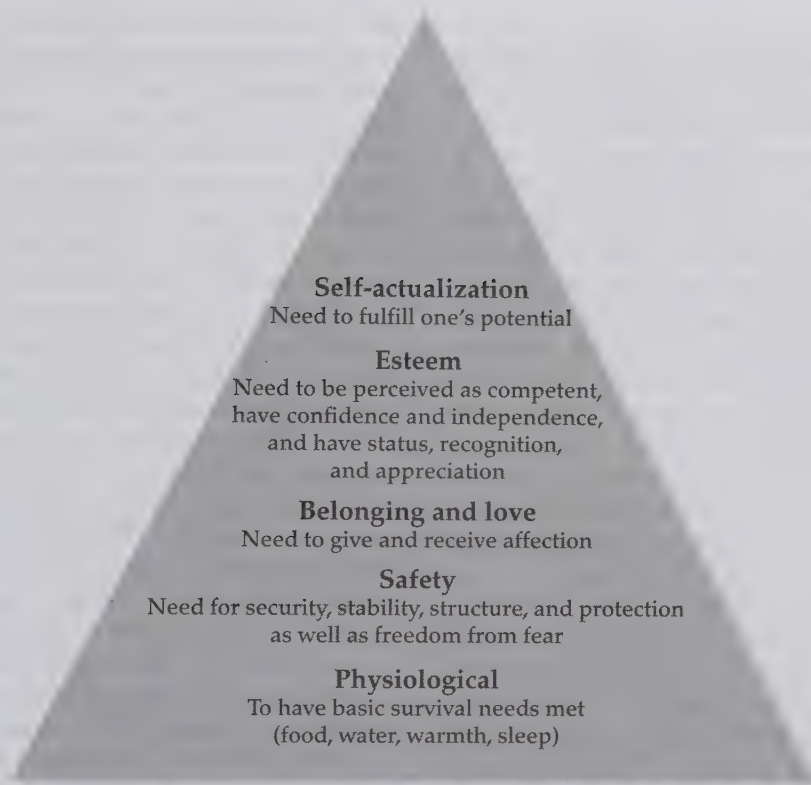 Self-actualization
Need to fulfill one's potential
Esteem
Need to be perceived as competent,
have confidence and independence,
and have status, recognition,
and appreciation
Belonging and love
Need to give and receive affection
Safety
Need for security, stability, structure, and protection
as well as freedom from fear
Physiological
To have basic survival needs met
(food, water, warmth, sleep)